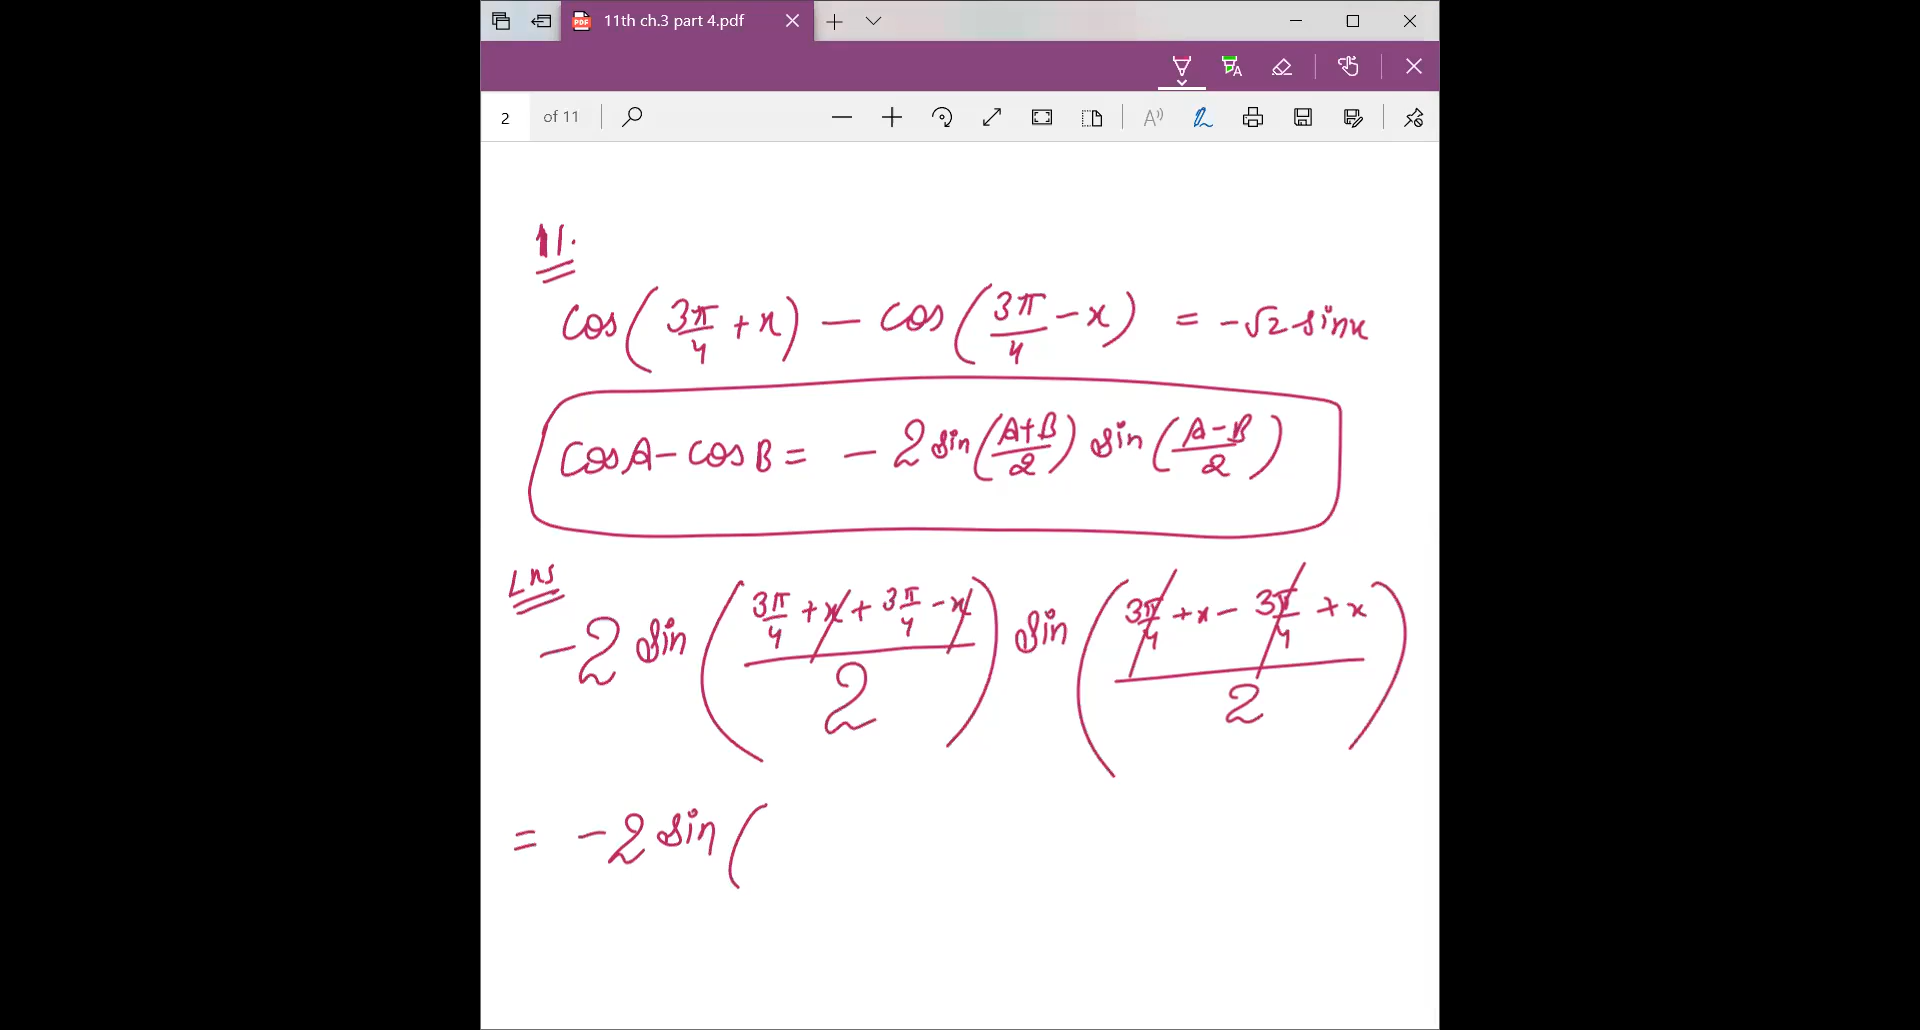 11th ch.3 part 4.pdf
2 of 11
11.
cos(3π/4 + x) − cos(3π/4 − x) = −√2 sinx
cosA − cosB = −2 sin(A+B/2) sin(A−B/2)
LHS
−2 sin(3π/4 + x + 3π/4 − x / 2) sin(3π/4 + x − 3π/4 + x / 2)
= −2 sin(